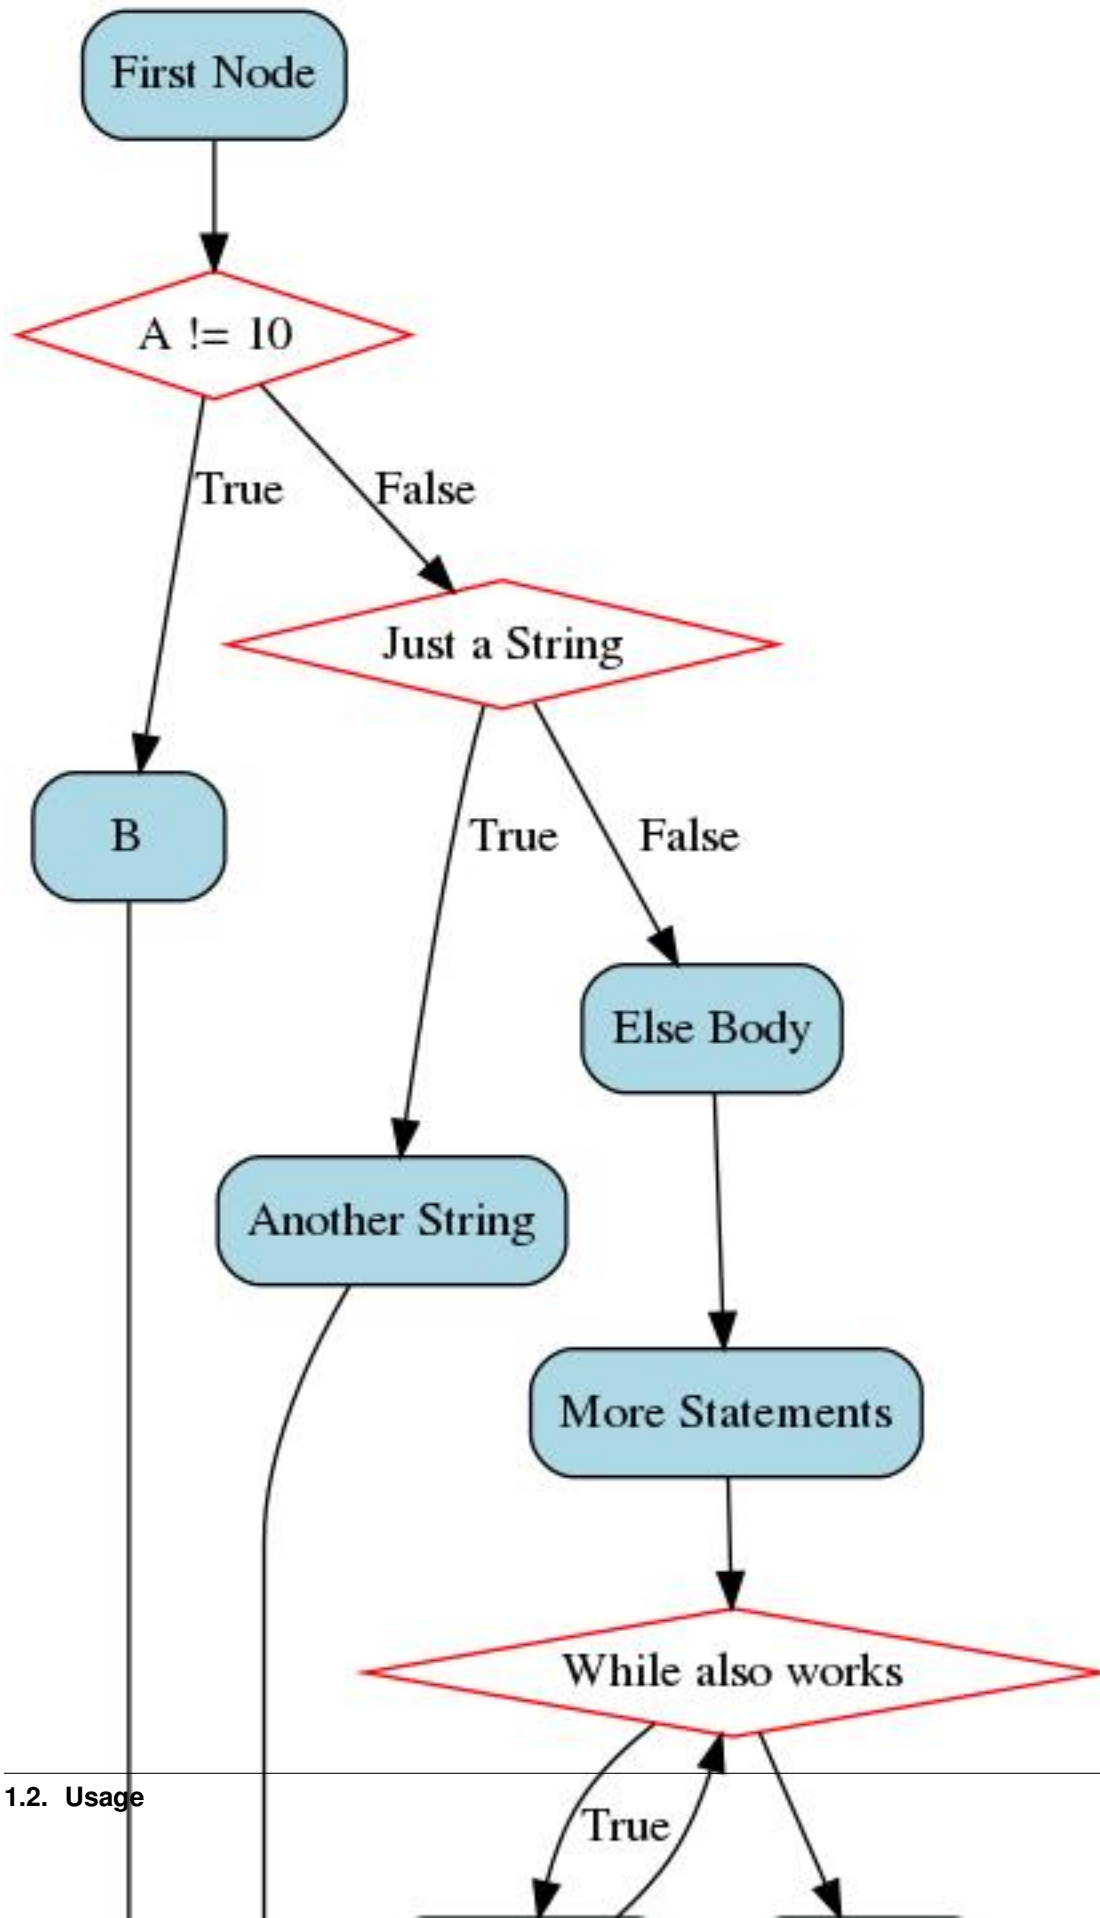 First Node
A != 10
True
False
Just a String
B
True
False
Else Body
Another String
More Statements
While also works
1.2. Usage
True